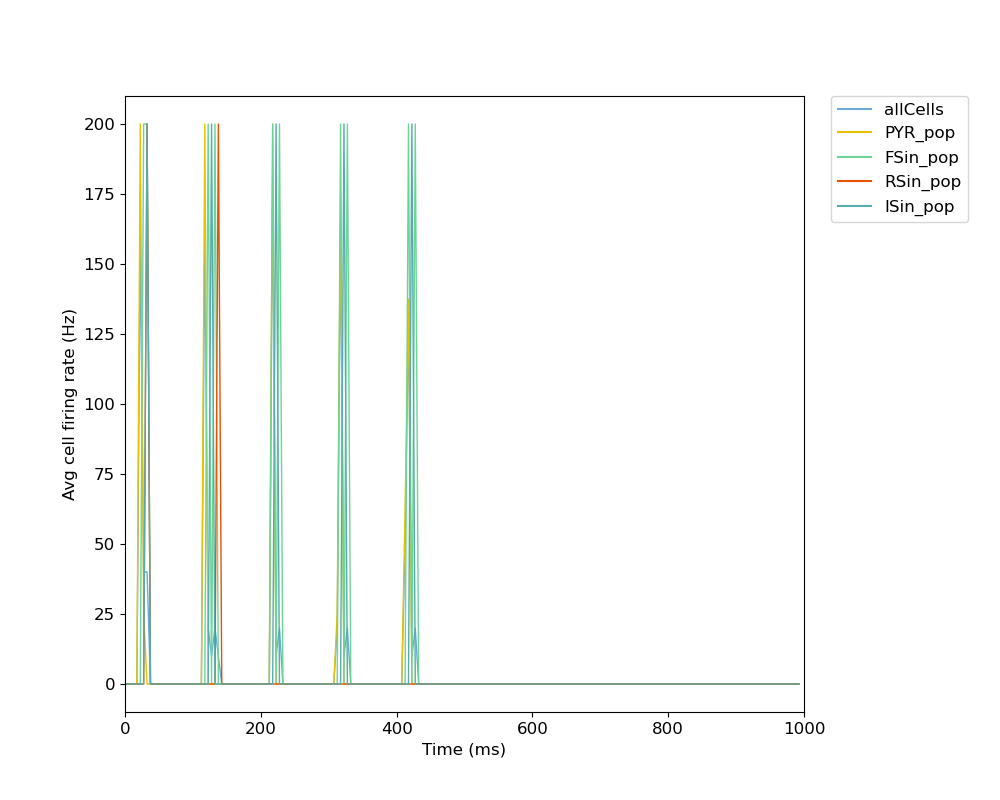 allCells
PYR_pop
FSin_pop
RSin_pop
ISin_pop
Avg cell firing rate (Hz)
200
175
150
125
100
75
50
25
0
0 200 400 600 800 1000
Time (ms)